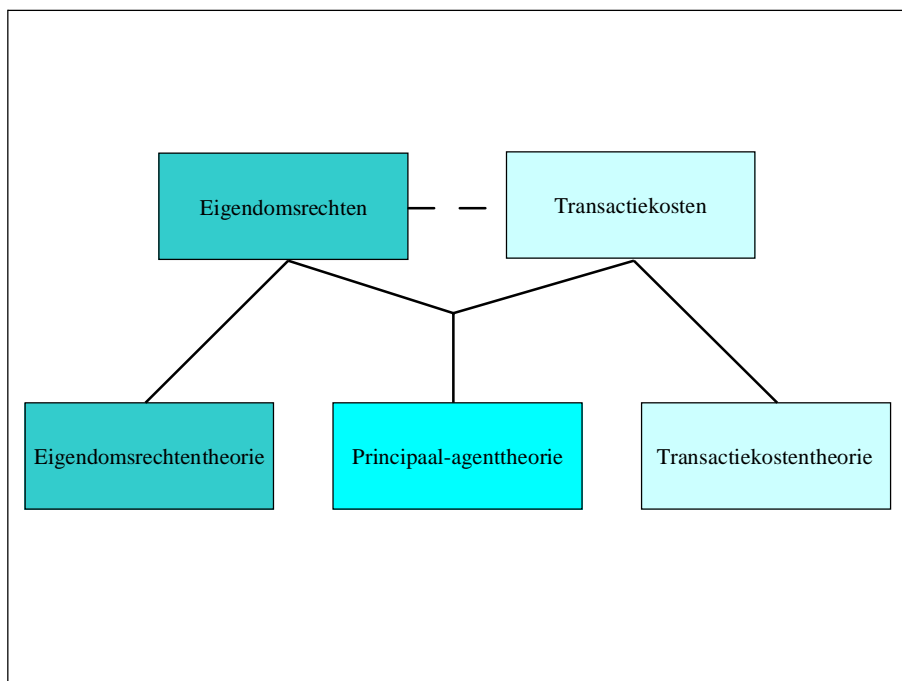 Eigendomsrechten
Transactiekosten
Eigendomsrechtentheorie
Principaal-agenttheorie
Transactiekostentheorie